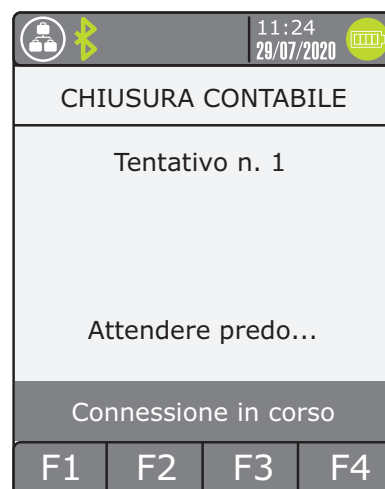 11:24
29/07/2020
CHIUSURA CONTABILE
Tentativo n. 1
Attendere predo...
Connessione in corso
F1 F2 F3 F4